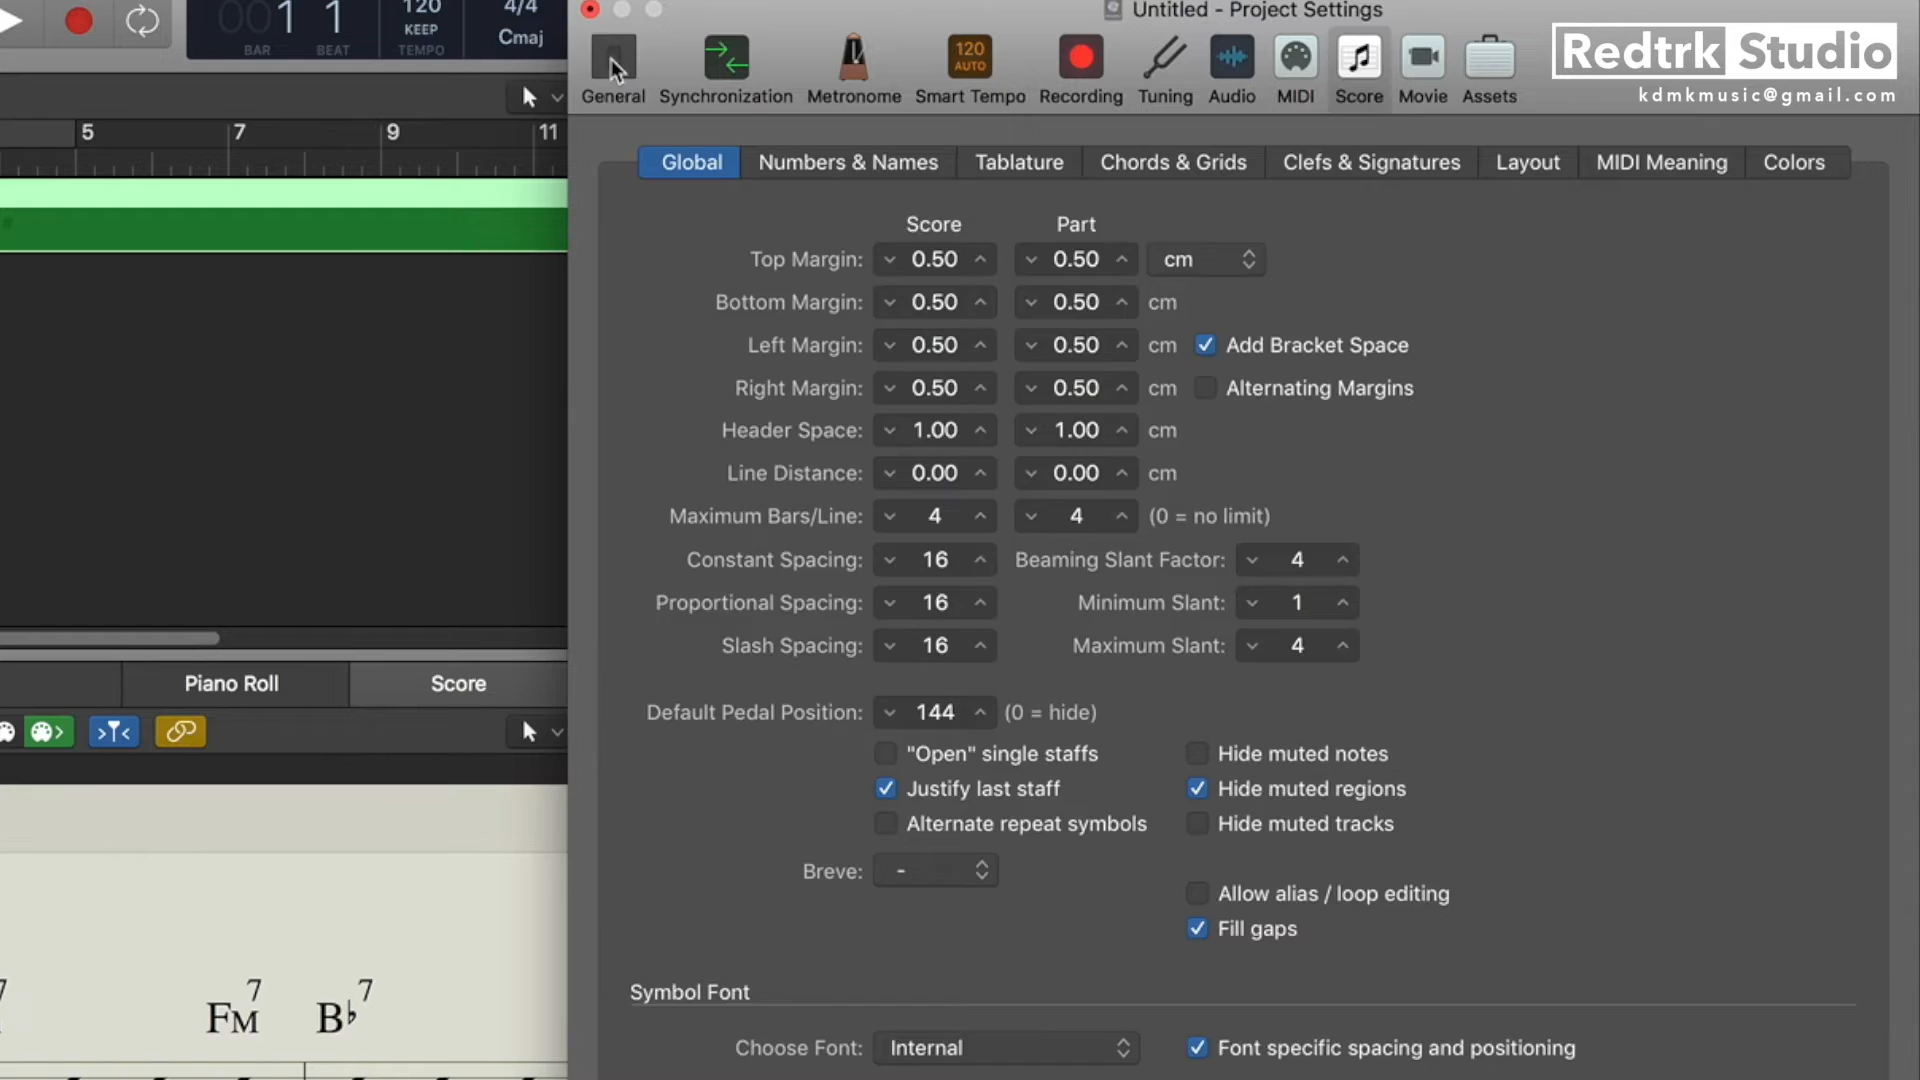 Untitled - Project Settings
001 1
BAR BEAT
120
KEEP
TEMPO
4/4
Cmaj
120
AUTO
General Synchronization Metronome Smart Tempo Recording Tuning Audio MIDI Score Movie Assets
Redtrk Studio
kdmkmusic@gmail.com
5 7 9 11
Global Numbers & Names Tablature Chords & Grids Clefs & Signatures Layout MIDI Meaning Colors
Score Part
Top Margin: 0.50 0.50 cm
Bottom Margin: 0.50 0.50 cm
Left Margin: 0.50 0.50 cm Add Bracket Space
Right Margin: 0.50 0.50 cm Alternating Margins
Header Space: 1.00 1.00 cm
Line Distance: 0.00 0.00 cm
Maximum Bars/Line: 4 4 (0 = no limit)
Constant Spacing: 16 Beaming Slant Factor: 4
Proportional Spacing: 16 Minimum Slant: 1
Slash Spacing: 16 Maximum Slant: 4
Default Pedal Position: 144 (0 = hide)
"Open" single staffs Hide muted notes
Justify last staff Hide muted regions
Alternate repeat symbols Hide muted tracks
Breve: -
Allow alias / loop editing
Fill gaps
Symbol Font
Choose Font: Internal Font specific spacing and positioning
Piano Roll Score
FM7 B♭7